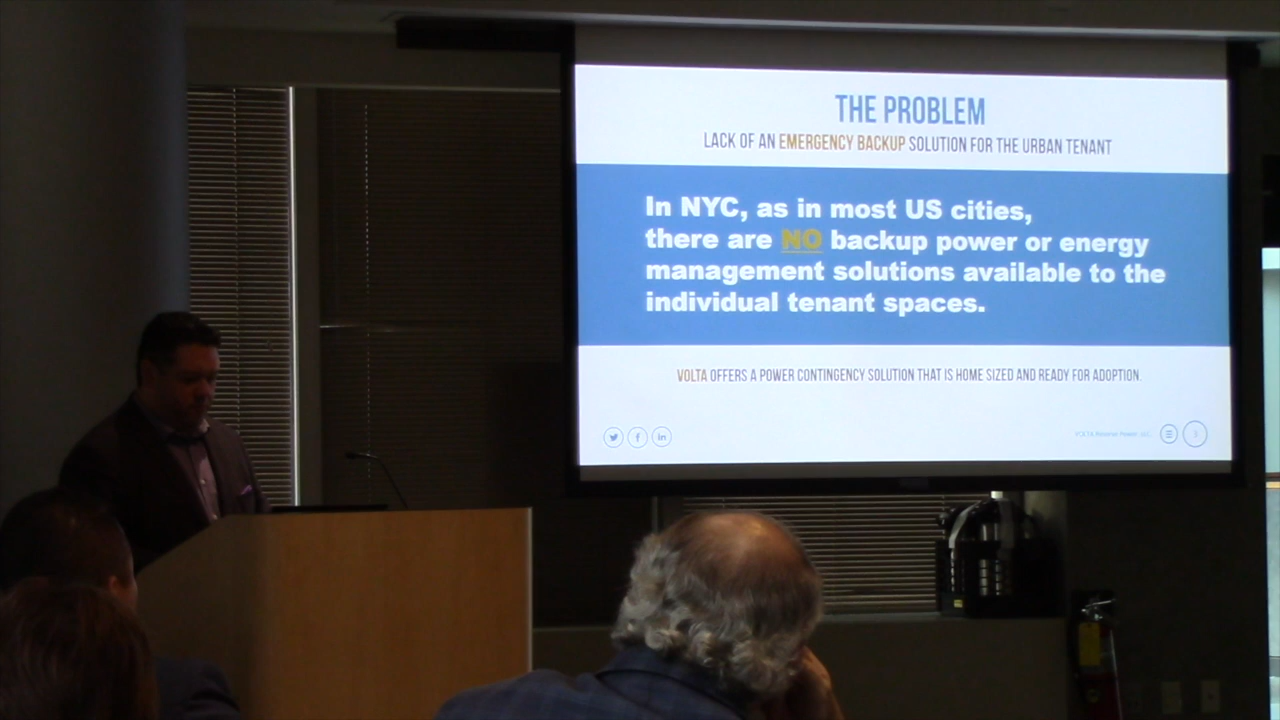 THE PROBLEM
LACK OF AN EMERGENCY BACKUP SOLUTION FOR THE URBAN TENANT
In NYC, as in most US cities,
there are NO backup power or energy
management solutions available to the
individual tenant spaces.
VOLTA OFFERS A POWER CONTINGENCY SOLUTION THAT IS HOME SIZED AND READY FOR ADOPTION.